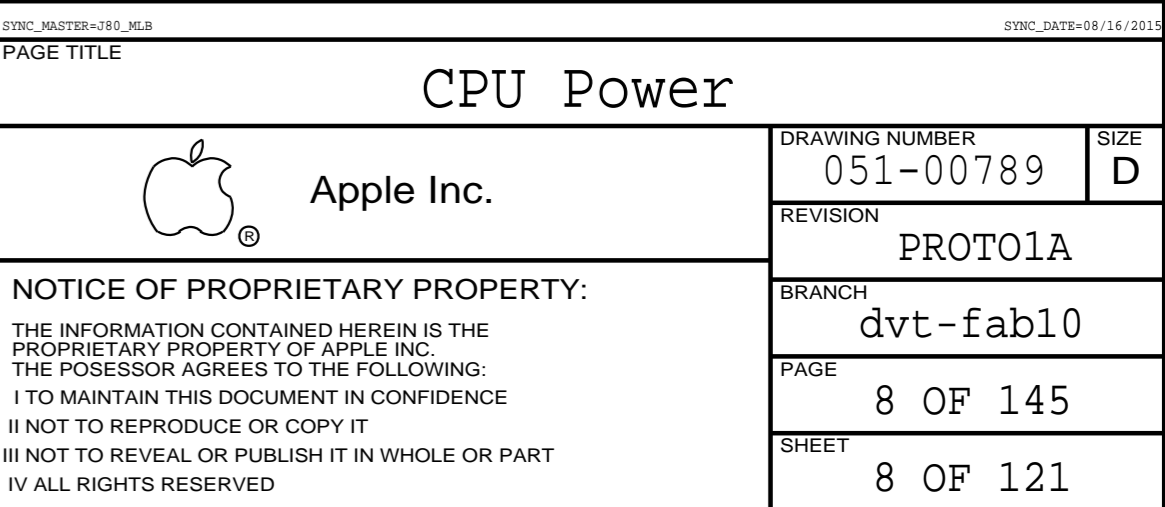 SYNC_MASTER=J80_MLB SYNC_DATE=08/16/2015
PAGE TITLE
CPU Power
Apple Inc.
®
DRAWING NUMBER
051-00789
SIZE
D
REVISION
PROTO1A
BRANCH
dvt-fab10
PAGE
8 OF 145
SHEET
8 OF 121
NOTICE OF PROPRIETARY PROPERTY:
THE INFORMATION CONTAINED HEREIN IS THE
PROPRIETARY PROPERTY OF APPLE INC.
THE POSESSOR AGREES TO THE FOLLOWING:
I TO MAINTAIN THIS DOCUMENT IN CONFIDENCE
II NOT TO REPRODUCE OR COPY IT
III NOT TO REVEAL OR PUBLISH IT IN WHOLE OR PART
IV ALL RIGHTS RESERVED